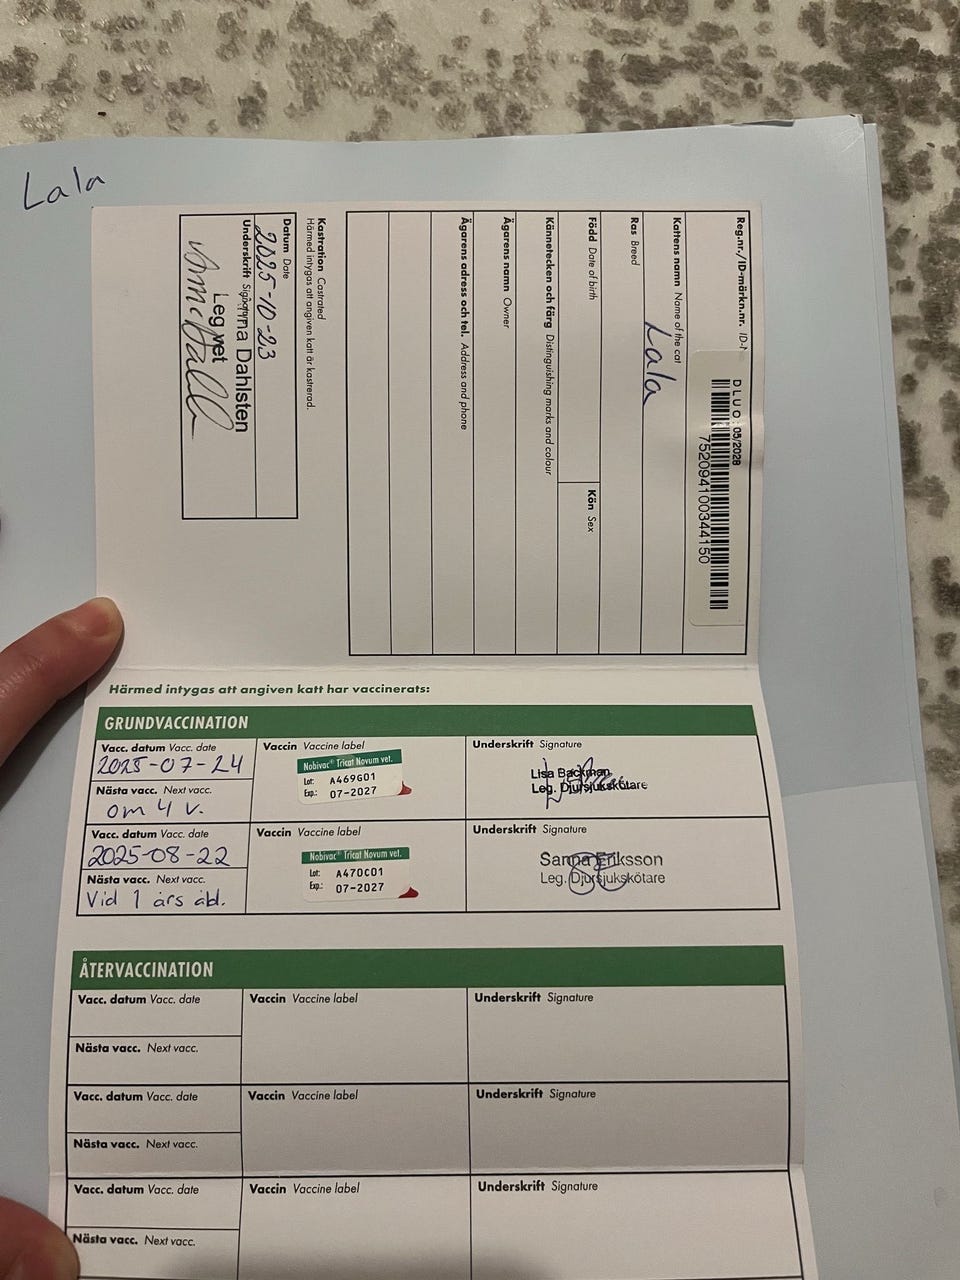 Lala
Reg.nr./ID-märkn.nr.
DLUO: 05/2028
752094100344150
Kattens namn Name of the cat
Lala
Ras Breed
Född Date of birth
Kön Sex
Kännetecken och färg Distinguishing marks and colour
Ägarens namn Owner
Ägarens adress och tel. Address and phone
Kastration Castrated
Härmed intygas att angiven katt är kastrerad.
Datum Date
2025-10-23
Underskrift
Dahlsten
Leg vet
Härmed intygas att angiven katt har vaccinerats:
GRUNDVACCINATION
Vacc. datum Vacc. date
2025-07-24
Nästa vacc. Next vacc.
om 4 v.
Vaccin Vaccine label
Nobivac® Tricat Novum vet.
Lot: A469G01
Exp.: 07-2027
Underskrift Signature
Lisa Backman
Leg. Djursjukskötare
Vacc. datum Vacc. date
2025-08-22
Nästa vacc. Next vacc.
Vid 1 års åld.
Vaccin Vaccine label
Nobivac® Tricat Novum vet.
Lot: A470C01
Exp.: 07-2027
Underskrift Signature
Sanna Eriksson
Leg. Djursjukskötare
ÅTERVACCINATION
Vacc. datum Vacc. date
Nästa vacc. Next vacc.
Vaccin Vaccine label
Underskrift Signature
Vacc. datum Vacc. date
Nästa vacc. Next vacc.
Vaccin Vaccine label
Underskrift Signature
Vacc. datum Vacc. date
Nästa vacc. Next vacc.
Vaccin Vaccine label
Underskrift Signature